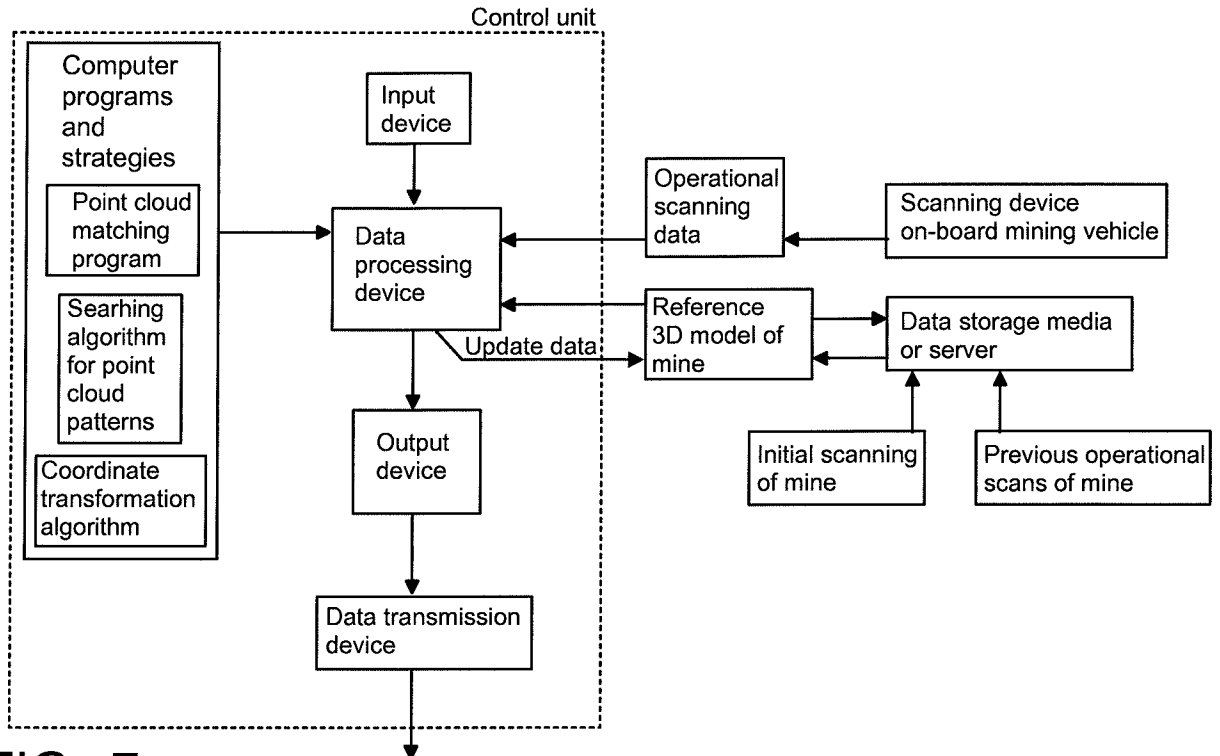 Control unit
Computer
programs
and
strategies
Point cloud
matching
program
Searhing
algorithm
for point
cloud
patterns
Coordinate
transformation
algorithm
Input
device
Data
processing
device
Update data
Output
device
Data transmission
device
Operational
scanning
data
Scanning device
on-board mining vehicle
Reference
3D model of
mine
Data storage media
or server
Initial scanning
of mine
Previous operational
scans of mine